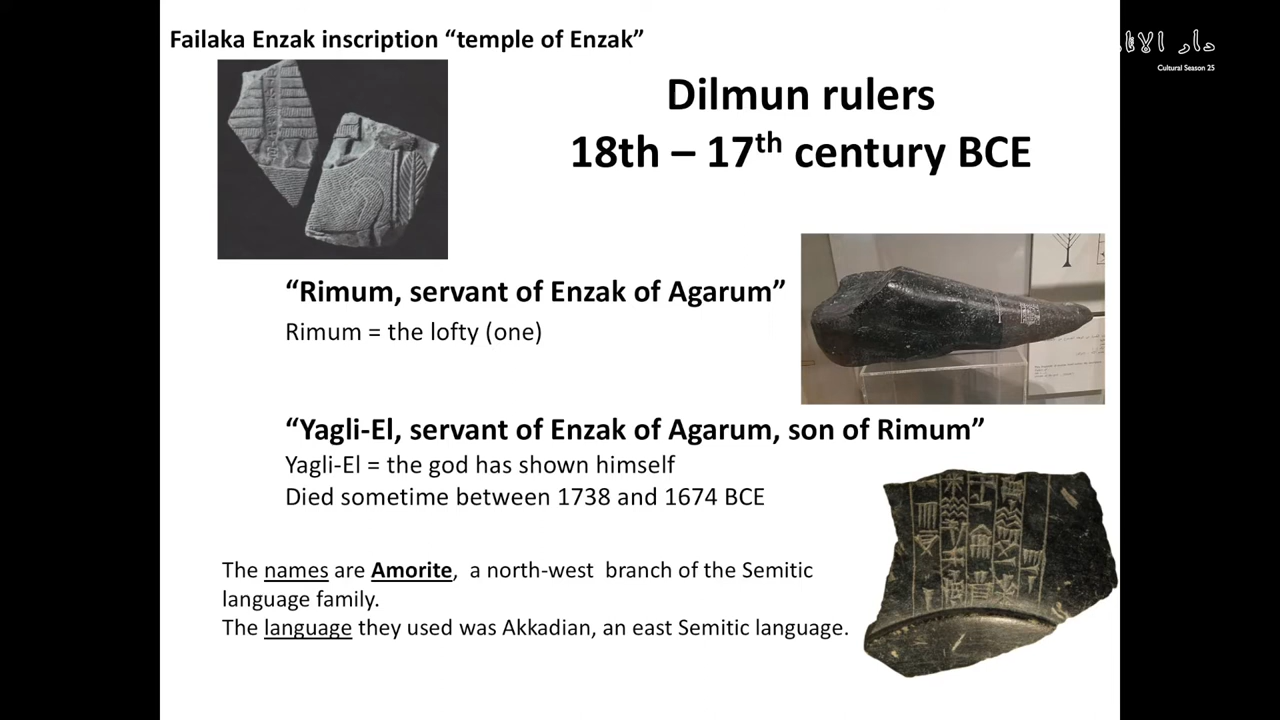 Failaka Enzak inscription “temple of Enzak”
دار الآثار
Cultural Season 25
Dilmun rulers
18th – 17th century BCE
“Rimum, servant of Enzak of Agarum”
Rimum = the lofty (one)
“Yagli-El, servant of Enzak of Agarum, son of Rimum”
Yagli-El = the god has shown himself
Died sometime between 1738 and 1674 BCE
The names are Amorite, a north-west branch of the Semitic
language family.
The language they used was Akkadian, an east Semitic language.